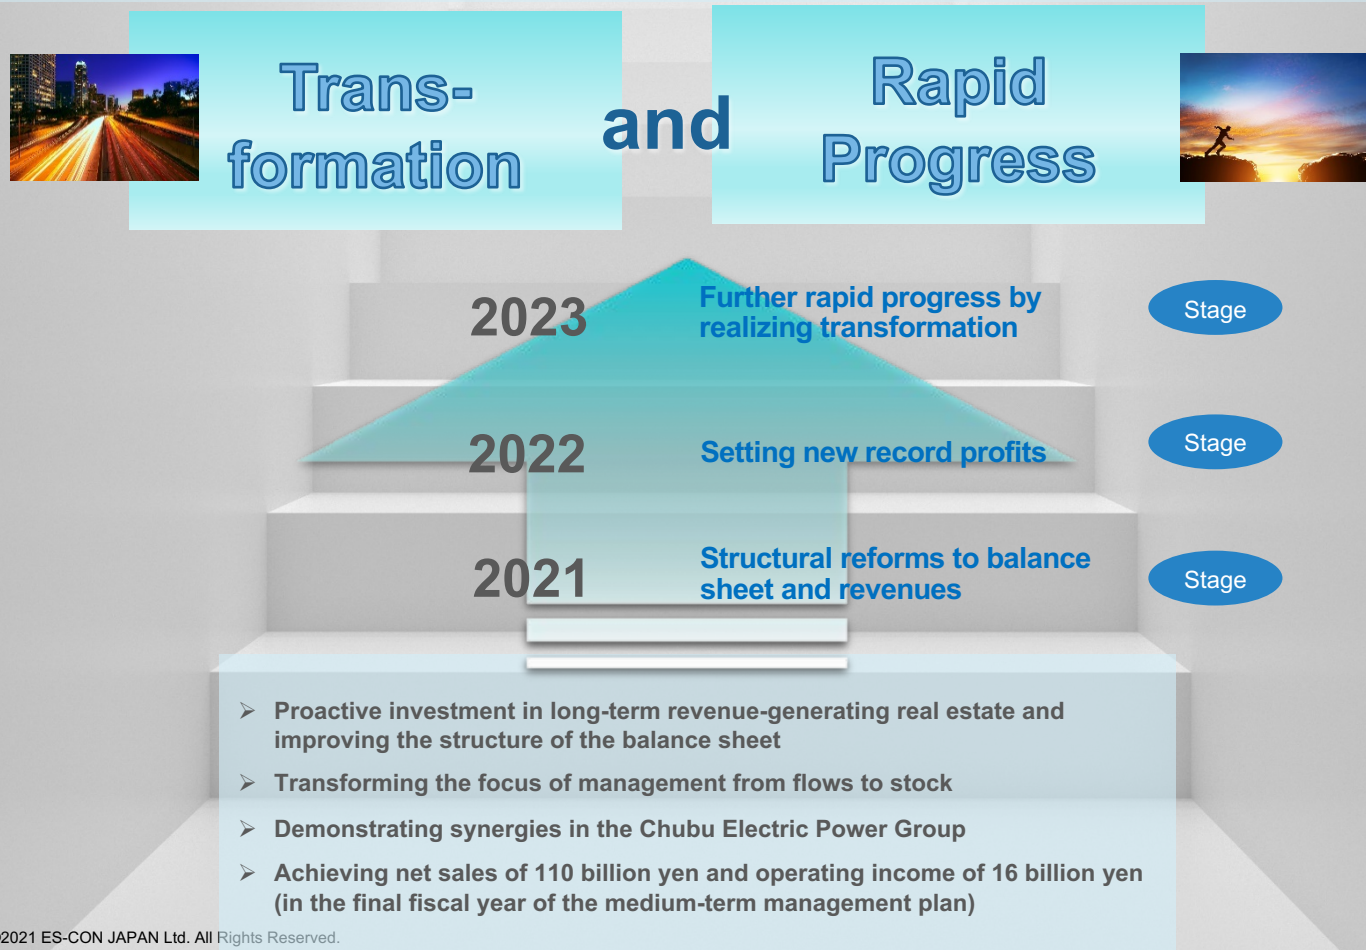 Trans-
formation
and
Rapid
Progress
2023
Further rapid progress by
realizing transformation
Stage
2022
Setting new record profits
Stage
2021
Structural reforms to balance
sheet and revenues
Stage
➢ Proactive investment in long-term revenue-generating real estate and
improving the structure of the balance sheet
➢ Transforming the focus of management from flows to stock
➢ Demonstrating synergies in the Chubu Electric Power Group
➢ Achieving net sales of 110 billion yen and operating income of 16 billion yen
(in the final fiscal year of the medium-term management plan)
©2021 ES-CON JAPAN Ltd. All Rights Reserved.